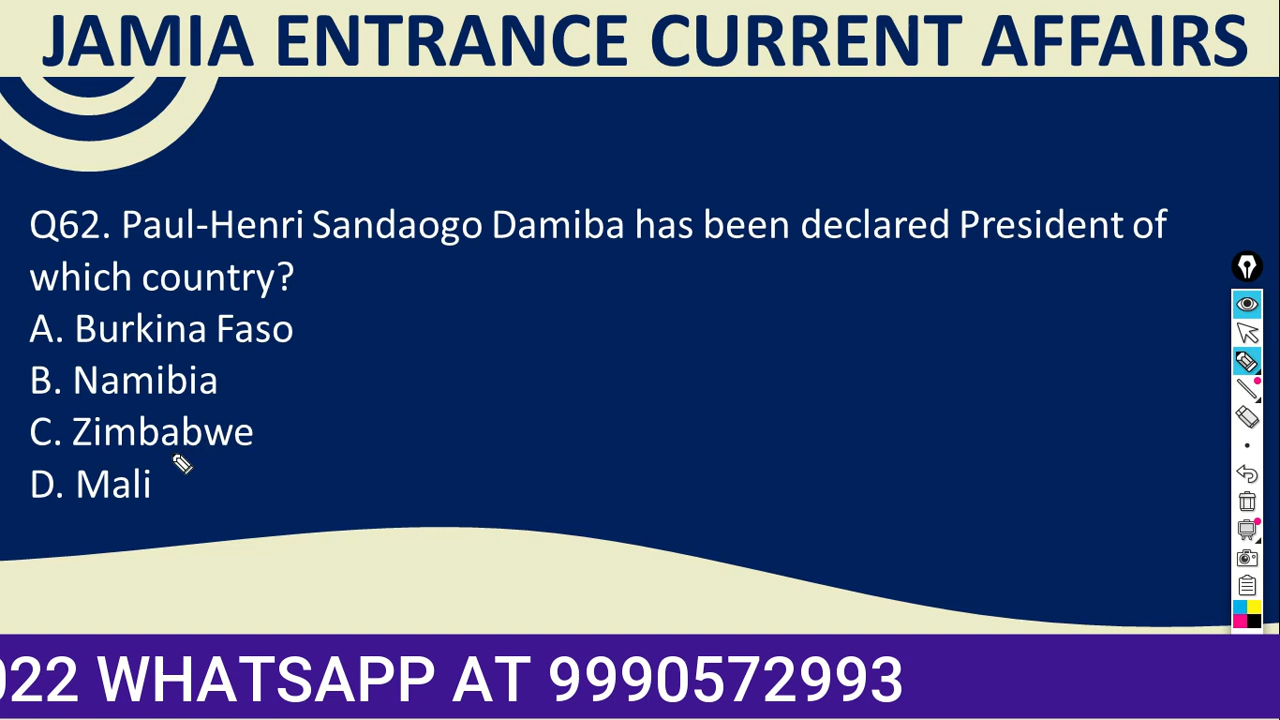 JAMIA ENTRANCE CURRENT AFFAIRS
Q62. Paul-Henri Sandaogo Damiba has been declared President of
which country?
A. Burkina Faso
B. Namibia
C. Zimbabwe
D. Mali
022 WHATSAPP AT 9990572993